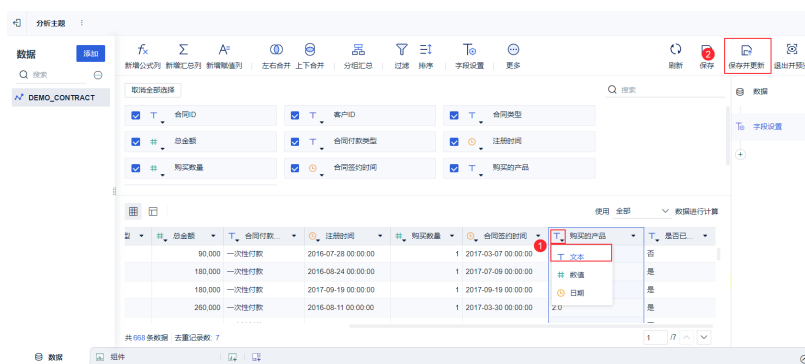 分析主题
数据 添加
搜索
DEMO_CONTRACT
新增公式列 新增汇总列 新增赋值列 左右合并 上下合并 分组汇总 过滤 排序 字段设置 更多 刷新 保存 保存并更新
2
取消全部选择 搜索
合同ID 客户ID 合同类型
总金额 合同付款类型 注册时间
购买数量 合同签约时间 购买的产品
数据
字段设置
使用 全部 数据进行计算
型 总金额 合同付款... 注册时间 购买数量 合同签约时间 购买的产品 是否已...
1
90,000 一次性付款 2016-07-28 00:00:00 1 2017-03-07 00:00:00 文本 否
180,000 一次性付款 2016-08-24 00:00:00 1 2017-07-09 00:00:00 数值 是
180,000 一次性付款 2017-09-19 00:00:00 1 2017-09-19 00:00:00 日期 是
260,000 一次性付款 2016-08-11 00:00:00 1 2017-03-30 00:00:00 2.0 是
共 668 条数据 去重记录数: 7 1 /7
数据 组件